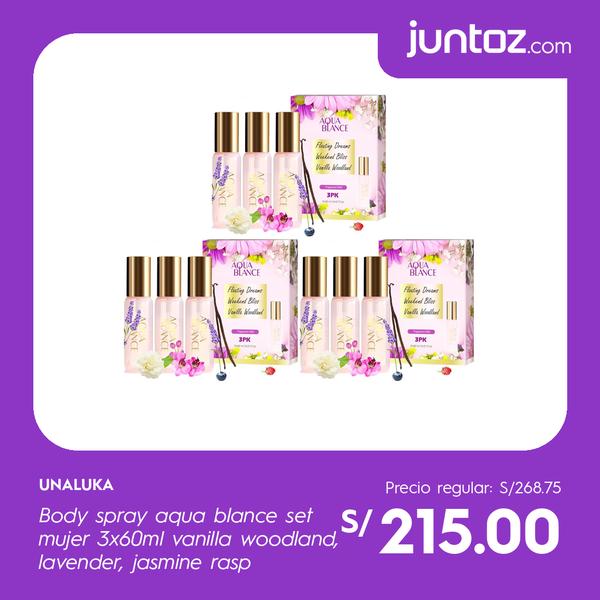 juntoz.com
AQUA
BLANCE
Floating Dreams
Weekend Bliss
Vanilla Woodland
3PK
AQUA
BLANCE
Floating Dreams
Weekend Bliss
Vanilla Woodland
3PK
AQUA
BLANCE
Floating Dreams
Weekend Bliss
Vanilla Woodland
3PK
UNALUKA
Body spray aqua blance set
mujer 3x60ml vanilla woodland,
lavender, jasmine rasp
Precio regular: S/268.75
S/215.00